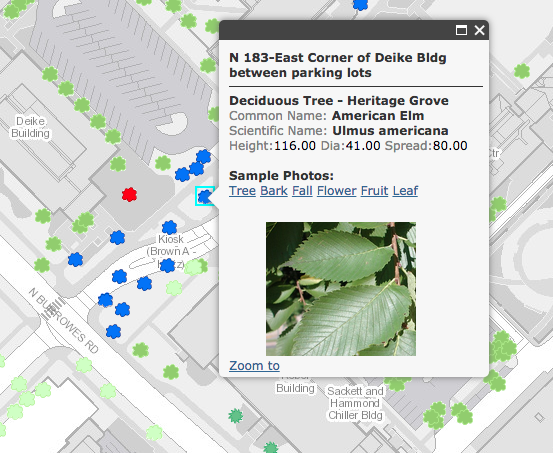 N 183-East Corner of Deike Bldg
between parking lots
Deciduous Tree - Heritage Grove
Common Name: American Elm
Scientific Name: Ulmus americana
Height:116.00 Dia:41.00 Spread:80.00
Sample Photos:
Tree Bark Fall Flower Fruit Leaf
Zoom to
Deike
Building
Kiosk
(Brown A -
N BURROWES RD
Building
Sackett and
Hammond
Chiller Bldg